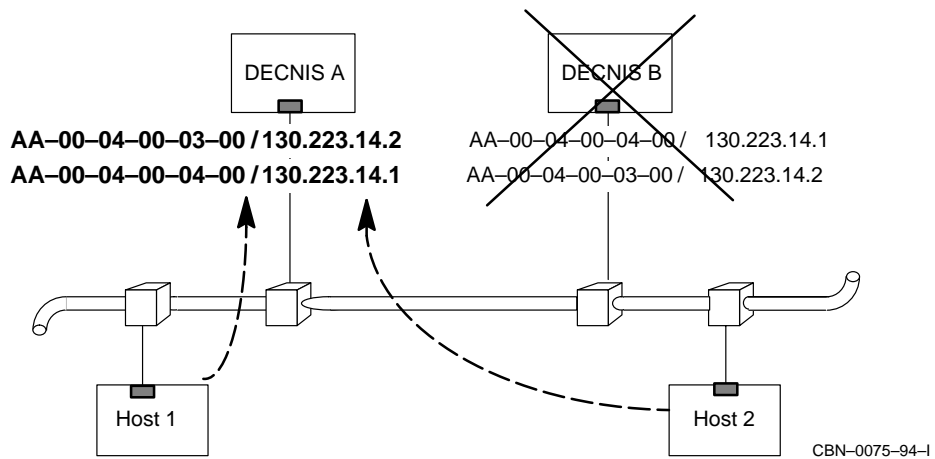 DECNIS A
DECNIS B
AA–00–04–00–03–00 / 130.223.14.2
AA–00–04–00–04–00 / 130.223.14.1
AA–00–04–00–04–00 / 130.223.14.1
AA–00–04–00–03–00 / 130.223.14.2
Host 1
Host 2
CBN–0075–94–I